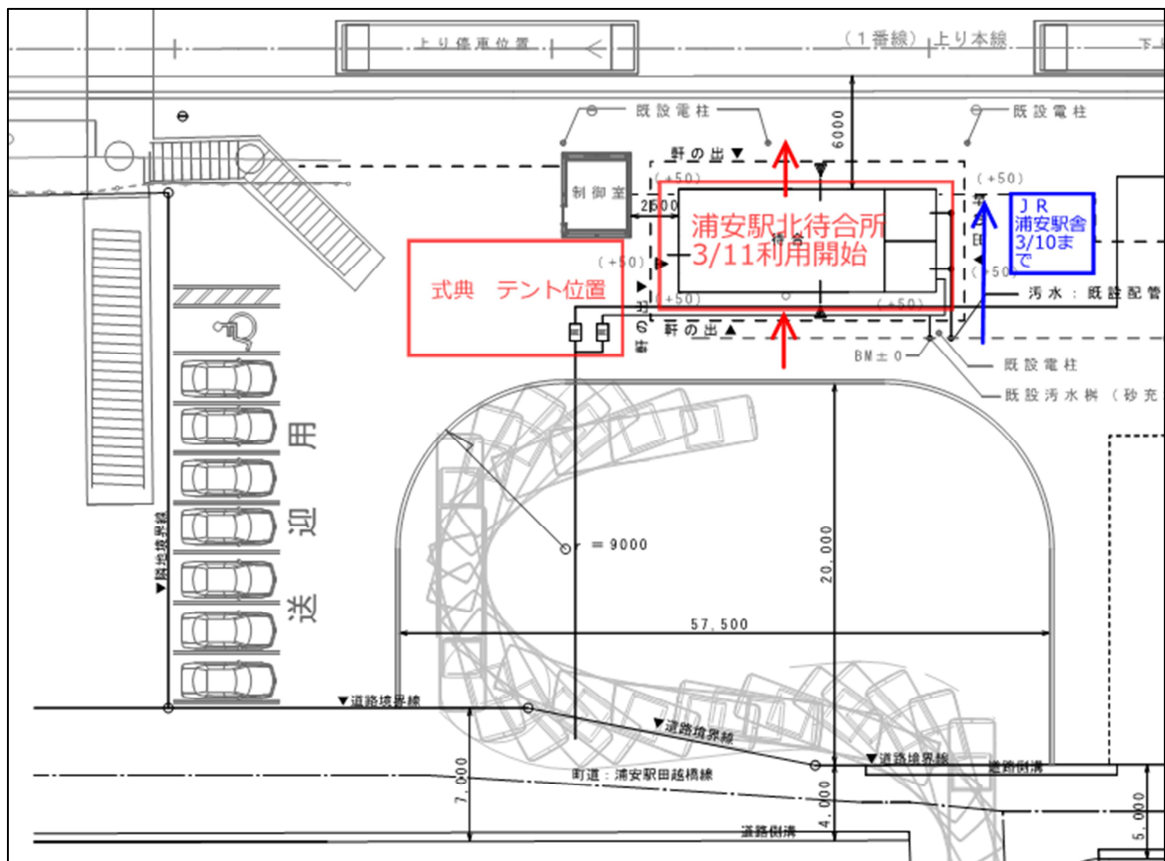 上り停車位置
（1番線）上り本線
下
既設電柱
既設電柱
6000
軒の出▼
制御室
(+50)
(+50)
2500
浦安駅北待合所
3/11利用開始
待合
ＪＲ
浦安駅舎
3/10ま
で
(+50)
(+50)
式典　テント位置
汚水：既設配管
(+50)
(+50)
軒の出▼
軒の出▲
BM±0
既設電柱
既設汚水桝（砂充
送迎用
▼隣地境界線
r = 9000
20,000
57,500
▼道路境界線
▼道路境界線
▼道路境界線
道路側溝
町道：浦安駅田越橋線
7,000
4,000
5,000
道路側溝